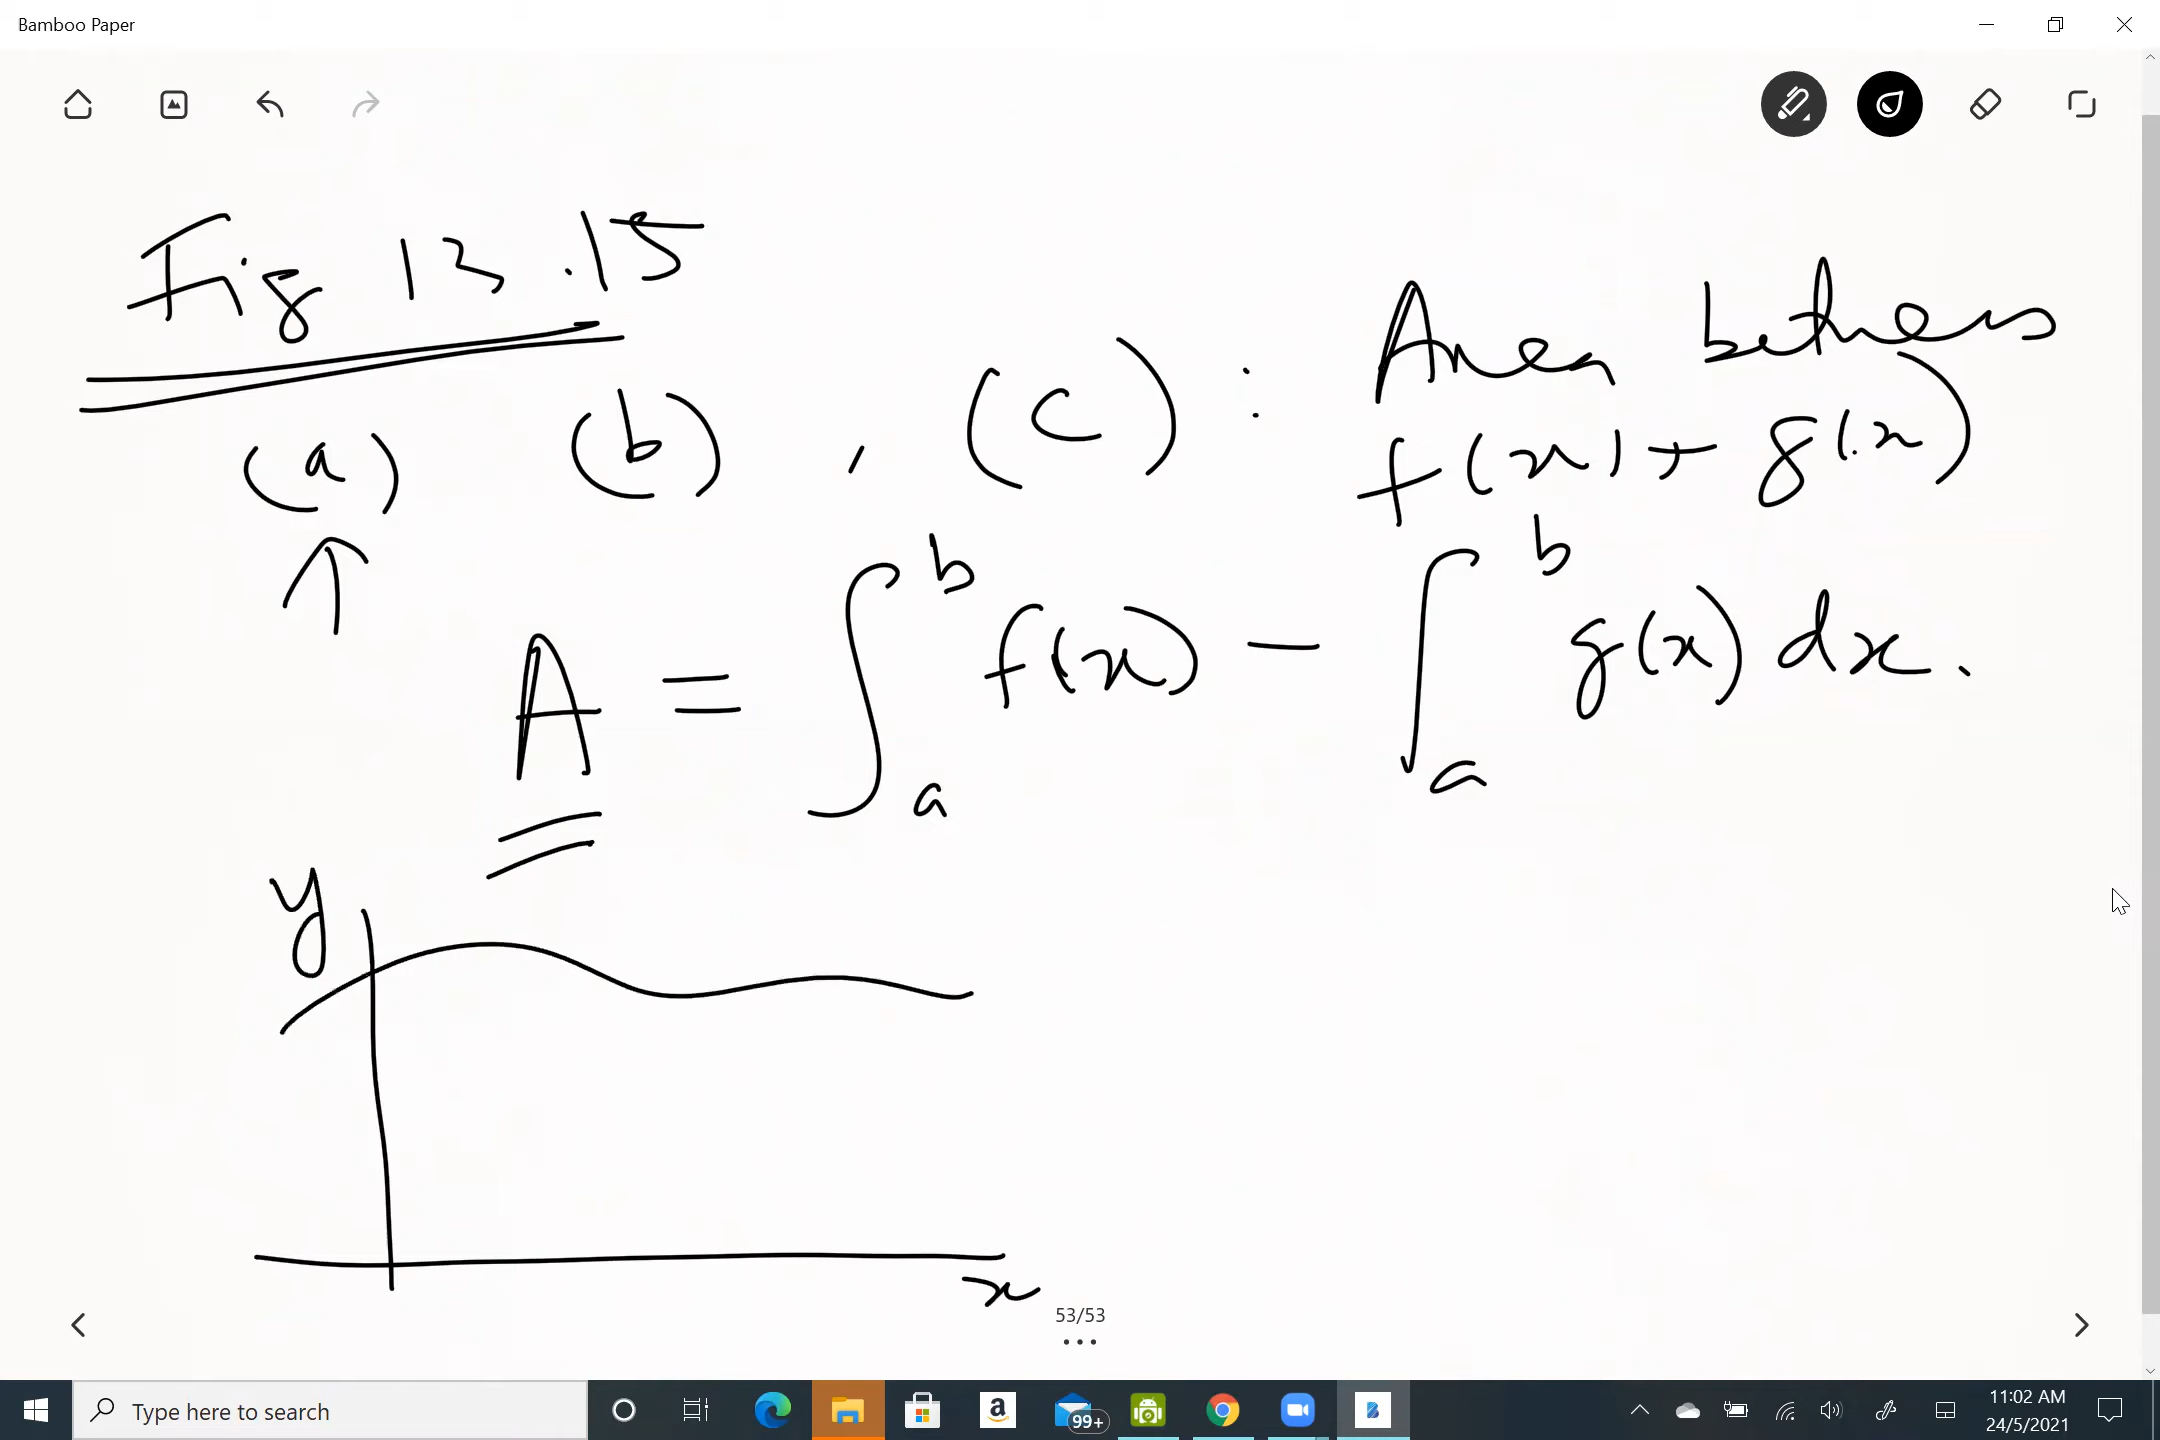 Bamboo Paper
Fig 13.15
Area between
(a) (b) , (c) : f(x) + g(x)
A = ∫_a^b f(x) - ∫_a^b g(x) dx.
y
x
53/53
Type here to search
99+
11:02 AM
24/5/2021